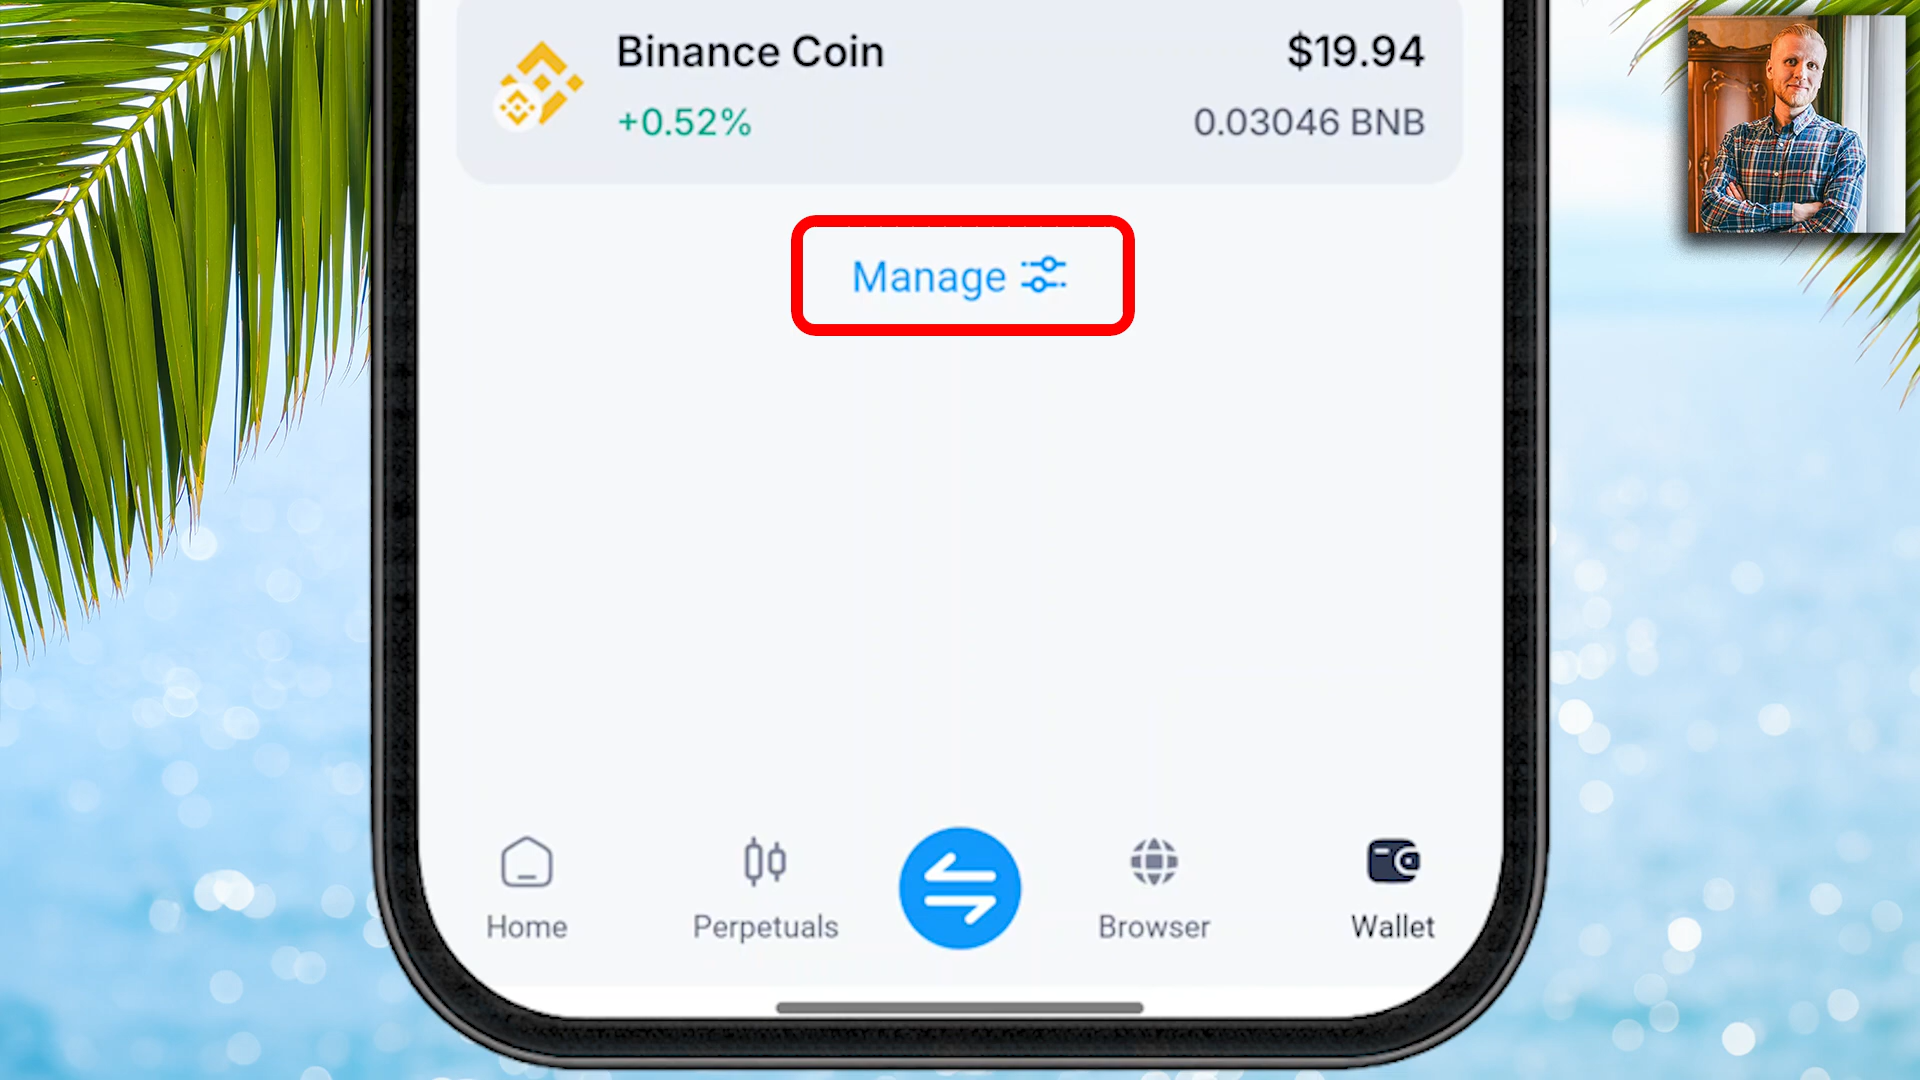 Binance Coin $19.94
+0.52% 0.03046 BNB
Manage
Home Perpetuals Browser Wallet